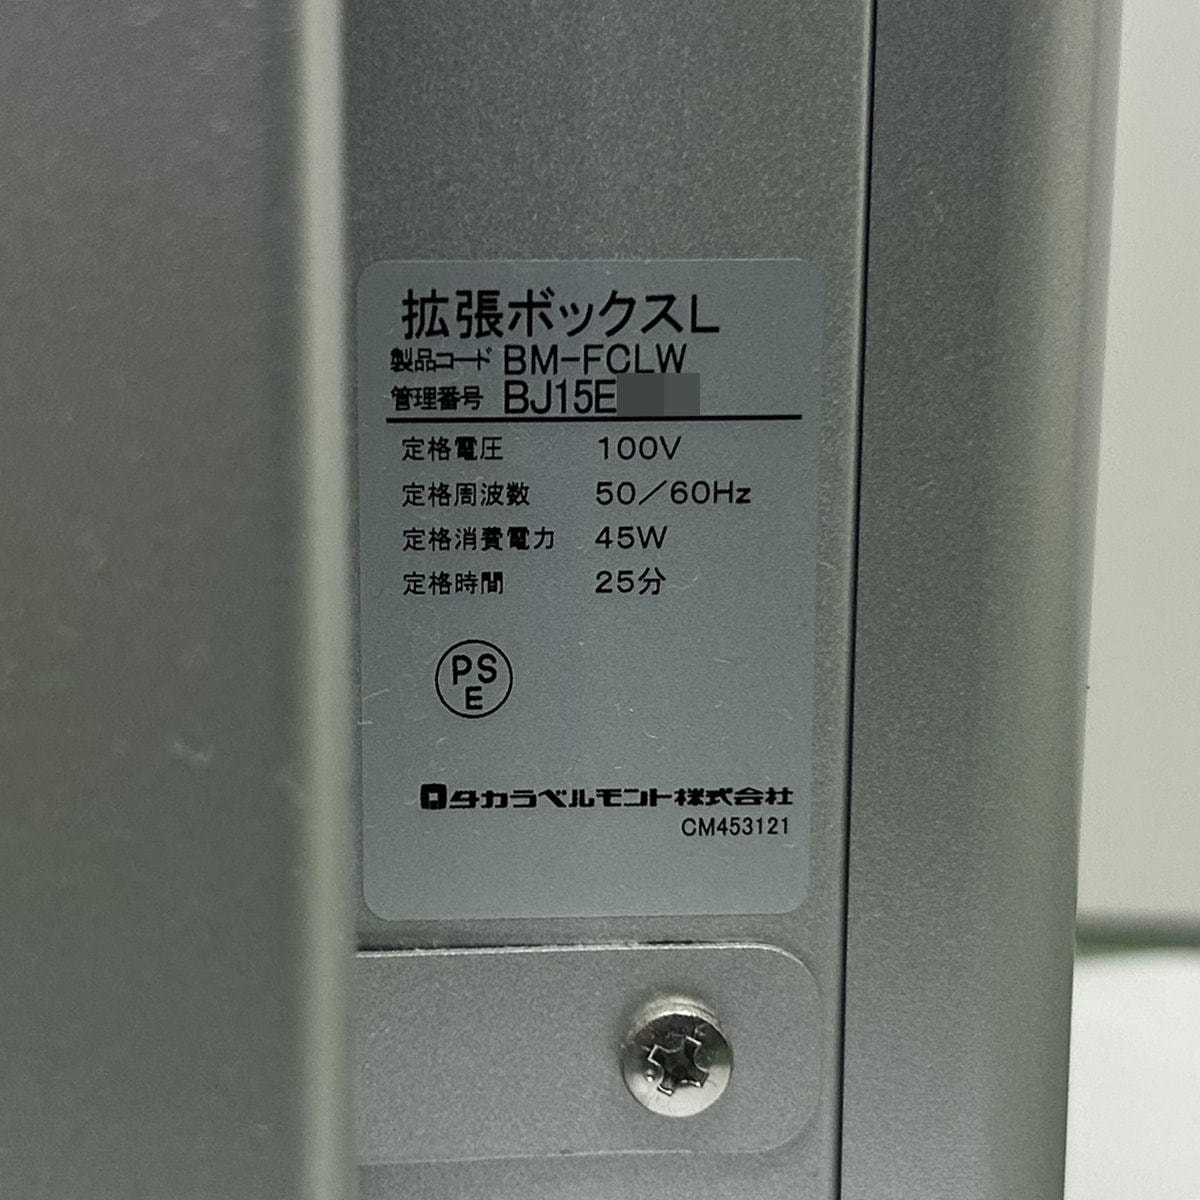 拡張ボックスL
製品コード BM-FCLW
管理番号 BJ15E
定格電圧 100V
定格周波数 50／60Hz
定格消費電力 45W
定格時間 25分
PS
E
タカラベルモント株式会社
CM453121